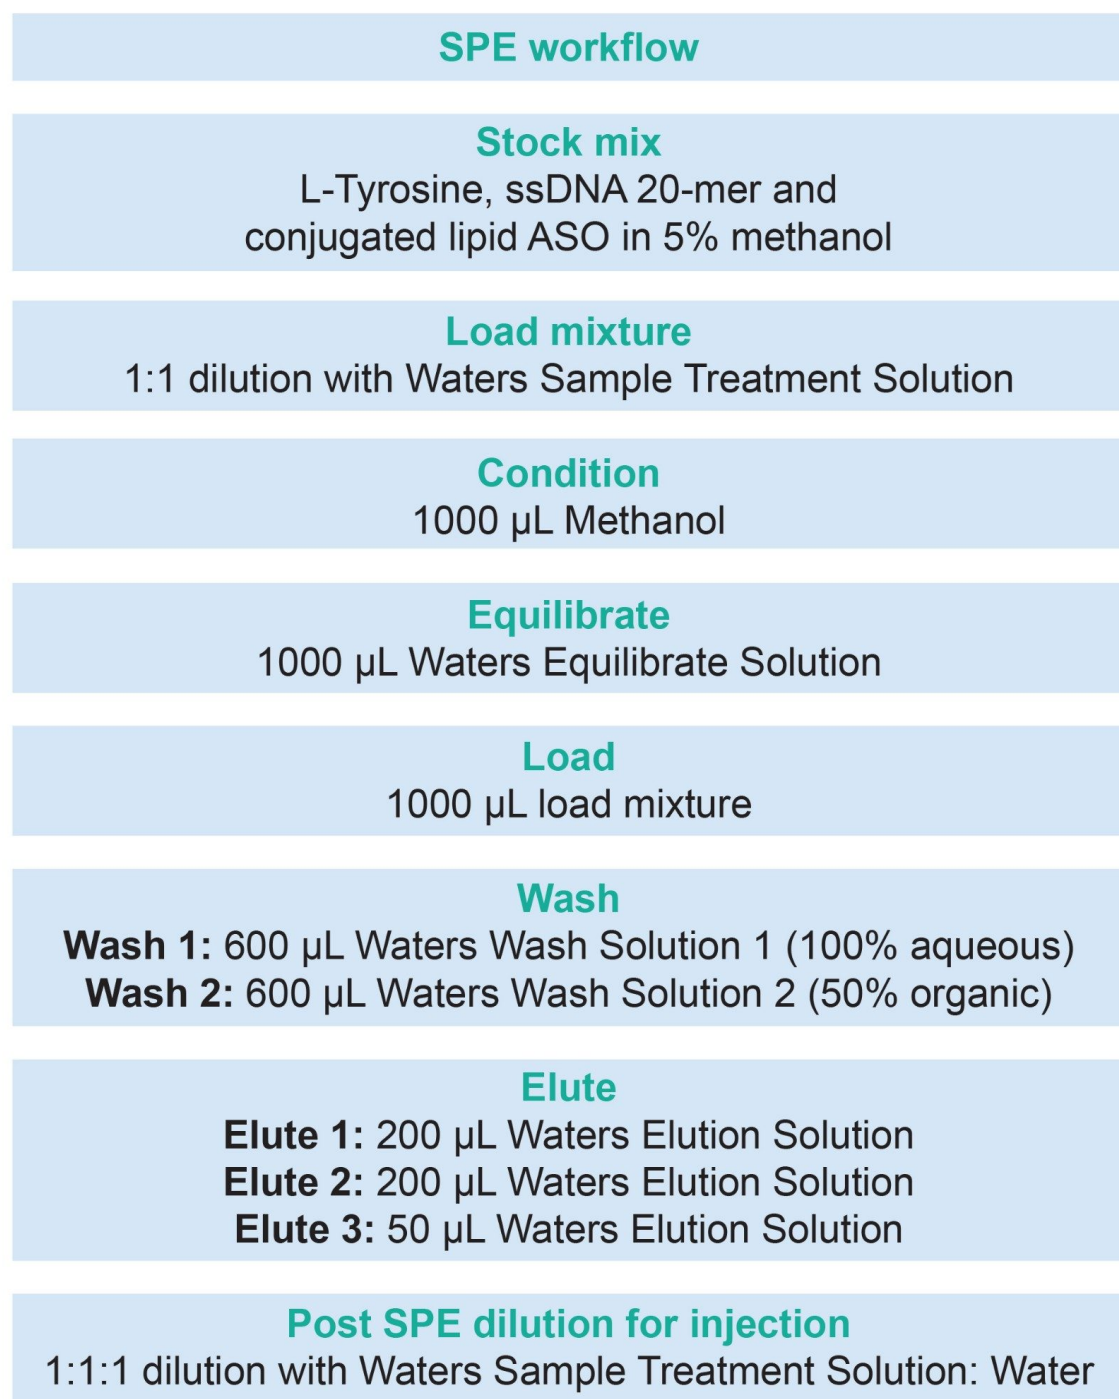 SPE workflow
Stock mix
L-Tyrosine, ssDNA 20-mer and
conjugated lipid ASO in 5% methanol
Load mixture
1:1 dilution with Waters Sample Treatment Solution
Condition
1000 µL Methanol
Equilibrate
1000 µL Waters Equilibrate Solution
Load
1000 µL load mixture
Wash
Wash 1: 600 µL Waters Wash Solution 1 (100% aqueous)
Wash 2: 600 µL Waters Wash Solution 2 (50% organic)
Elute
Elute 1: 200 µL Waters Elution Solution
Elute 2: 200 µL Waters Elution Solution
Elute 3: 50 µL Waters Elution Solution
Post SPE dilution for injection
1:1:1 dilution with Waters Sample Treatment Solution: Water